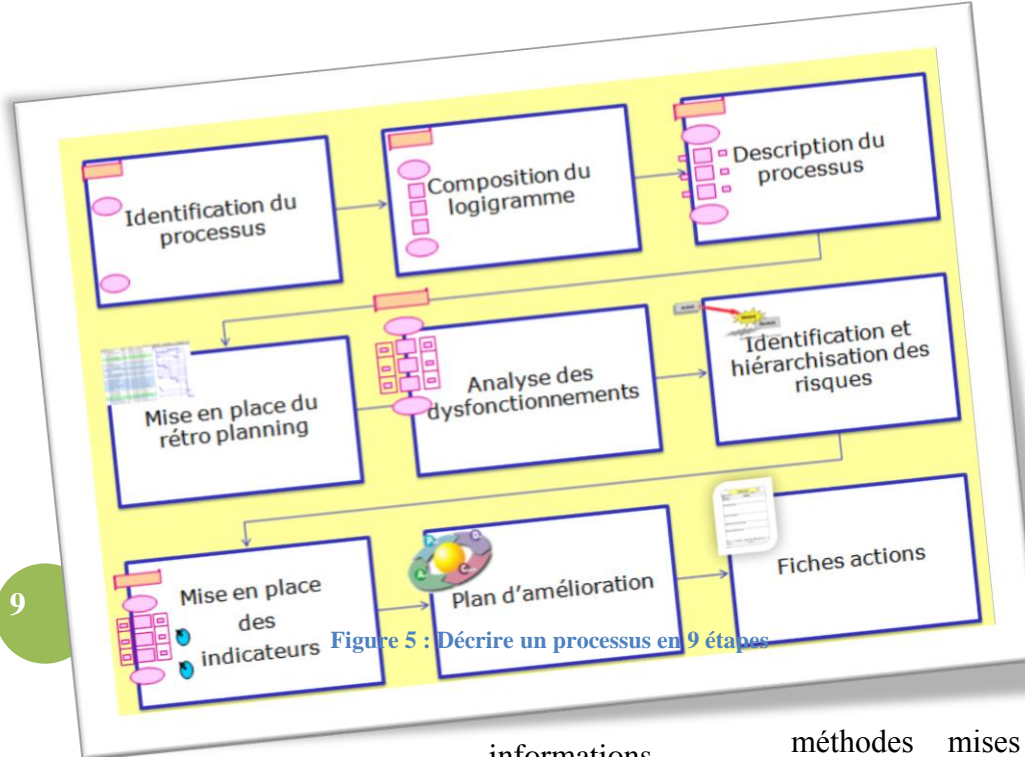 Identification du
processus
Composition du
logigramme
Description du
processus
Mise en place du
rétro planning
Analyse des
dysfonctionnements
Identification et
hiérarchisation des
risques
Mise en place
des
indicateurs
Plan d'amélioration
Fiches actions
9
Figure 5 : Décrire un processus en 9 étapes
informations
méthodes mises